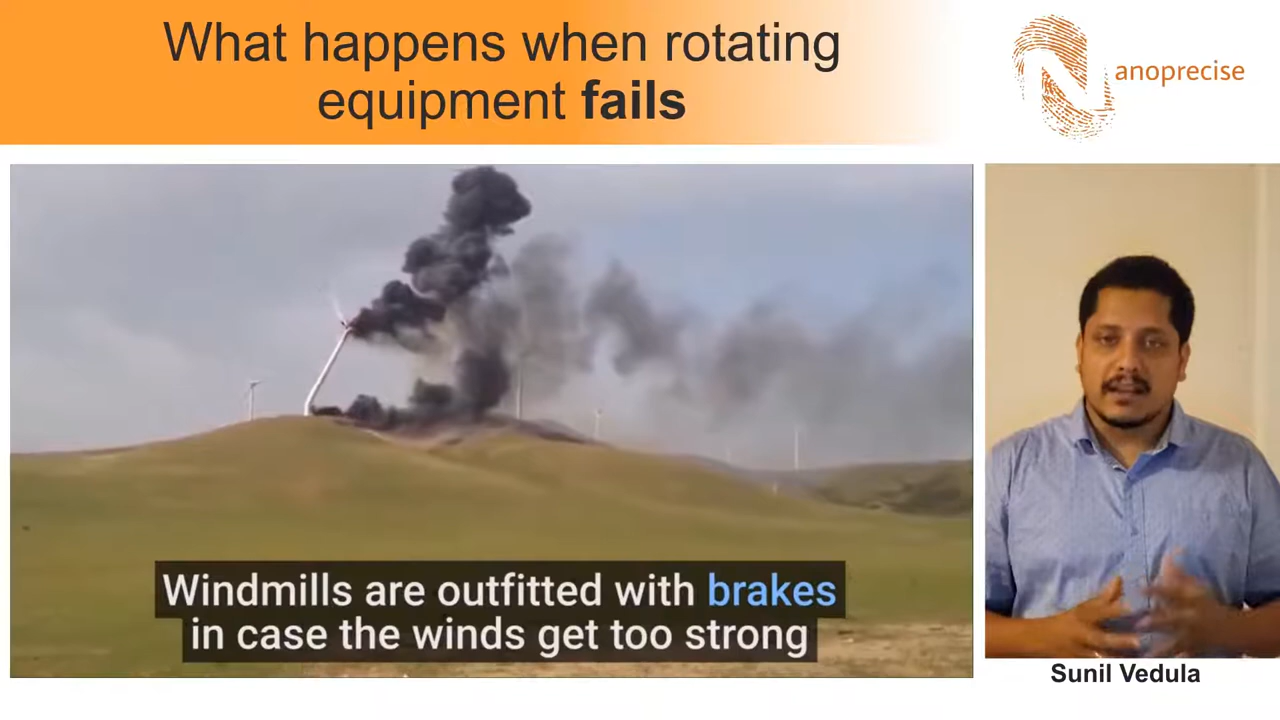 What happens when rotating
equipment fails
anoprecise
Windmills are outfitted with brakes
in case the winds get too strong
Sunil Vedula